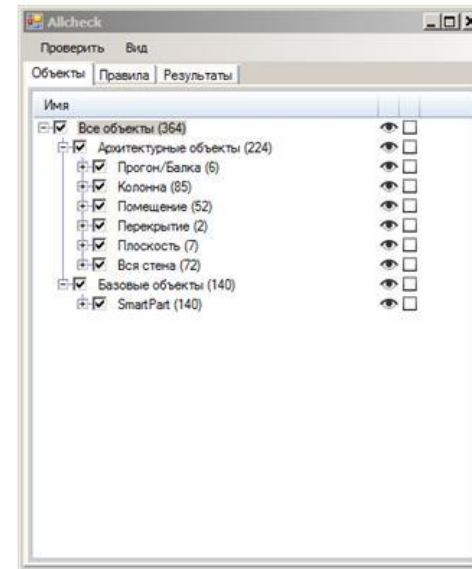 Allcheck
Проверить Вид
Объекты Правила Результаты
Имя
Все объекты (364)
Архитектурные объекты (224)
Прогон/Балка (6)
Колонна (85)
Помещение (52)
Перекрытие (2)
Плоскость (7)
Вся стена (72)
Базовые объекты (140)
SmartPart (140)